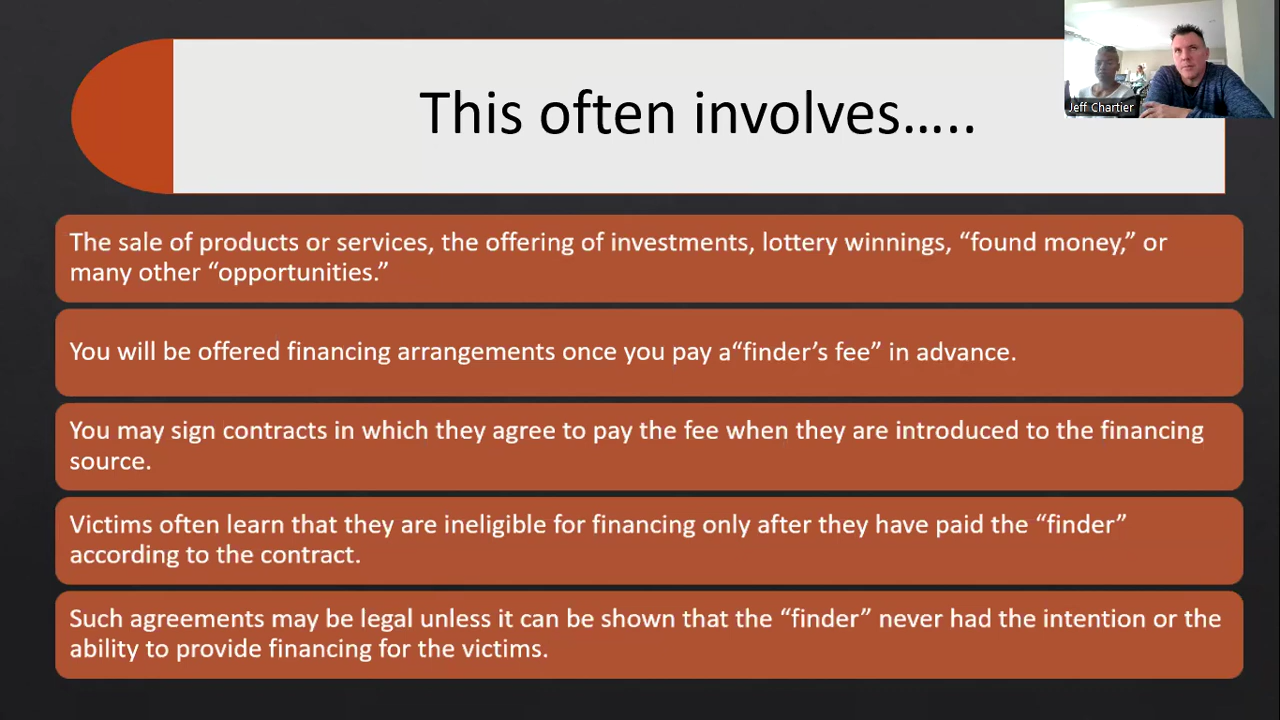 This often involves…..
Jeff Chartier
The sale of products or services, the offering of investments, lottery winnings, “found money,” or
many other “opportunities.”
You will be offered financing arrangements once you pay a“finder’s fee” in advance.
You may sign contracts in which they agree to pay the fee when they are introduced to the financing
source.
Victims often learn that they are ineligible for financing only after they have paid the “finder”
according to the contract.
Such agreements may be legal unless it can be shown that the “finder” never had the intention or the
ability to provide financing for the victims.